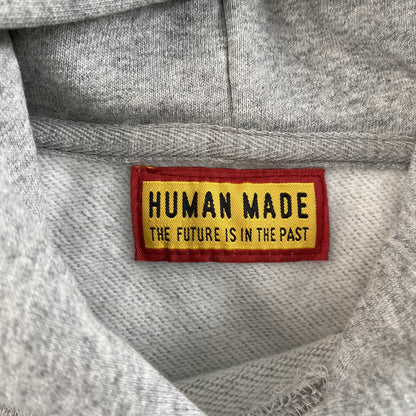 HUMAN MADE
THE FUTURE IS IN THE PAST